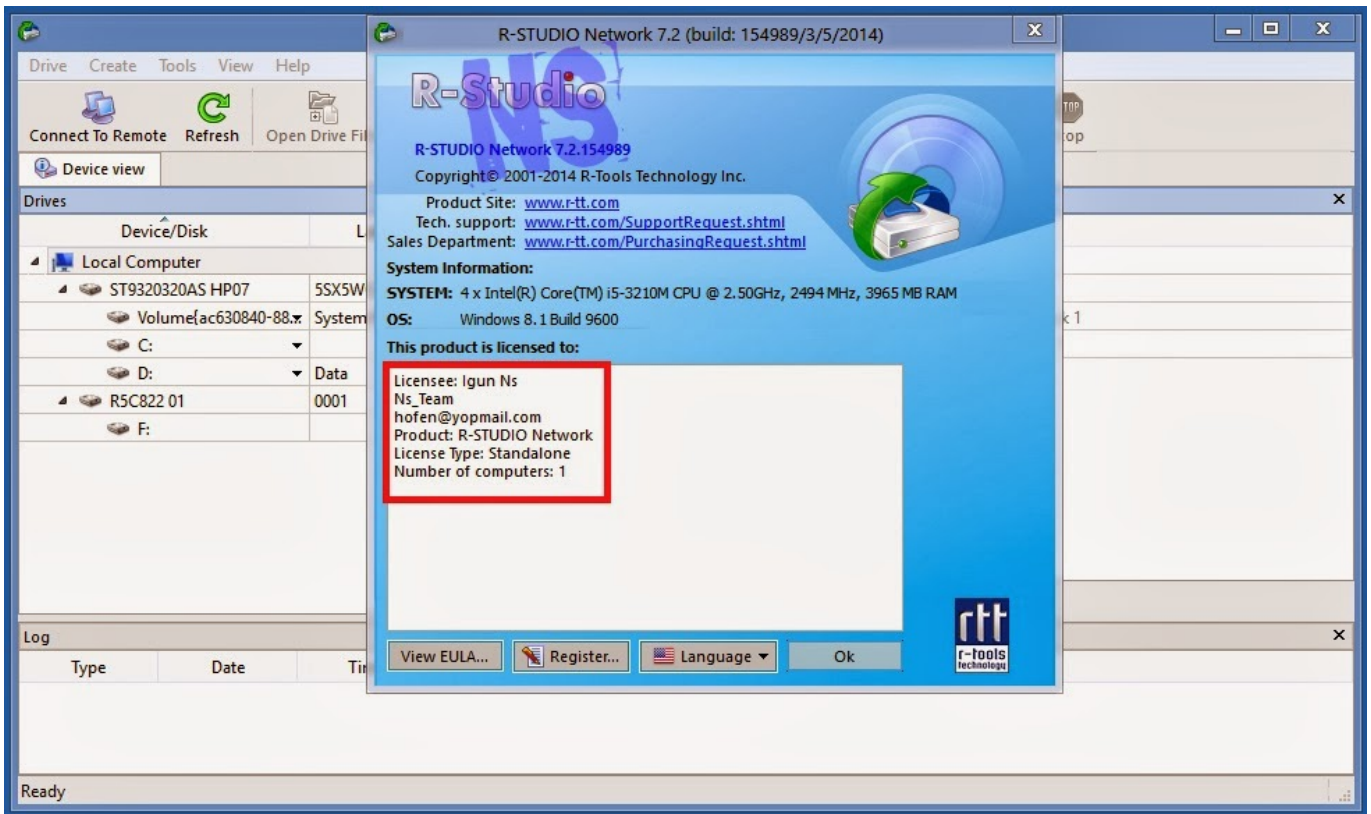 R-STUDIO Network 7.2 (build: 154989/3/5/2014)
Drive Create Tools View Help
Connect To Remote Refresh Open Drive Fil
TOP
top
Device view
Drives
Device/Disk L
Local Computer
ST9320320AS HP07 5SX5W
Volume{ac630840-88. System
k 1
C:
D: Data
R5C822 01 0001
F:
Log
Type Date Tir
Ready
R-Studio
NS
R-STUDIO Network 7.2.154989
Copyright© 2001-2014 R-Tools Technology Inc.
Product Site: www.r-tt.com
Tech. support: www.r-tt.com/SupportRequest.shtml
Sales Department: www.r-tt.com/PurchasingRequest.shtml
System Information:
SYSTEM: 4 x Intel(R) Core(TM) i5-3210M CPU @ 2.50GHz, 2494 MHz, 3965 MB RAM
OS: Windows 8.1 Build 9600
This product is licensed to:
Licensee: Igun Ns
Ns_Team
hofen@yopmail.com
Product: R-STUDIO Network
License Type: Standalone
Number of computers: 1
View EULA... Register... Language Ok
rtt
r-tools
technology